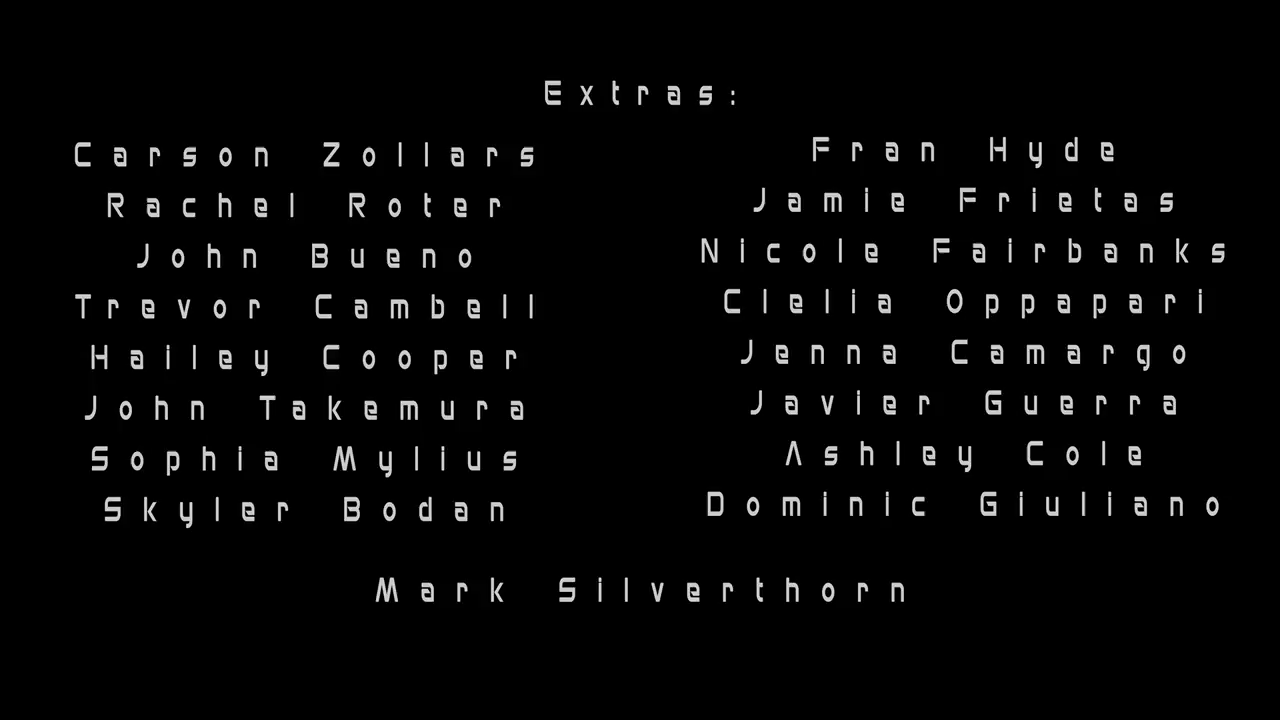 Extras:
Carson Zollars
Rachel Roter
John Bueno
Trevor Cambell
Hailey Cooper
John Takemura
Sophia Mylius
Skyler Bodan
Fran Hyde
Jamie Frietas
Nicole Fairbanks
Clelia Oppapari
Jenna Camargo
Javier Guerra
Ashley Cole
Dominic Giuliano
Mark Silverthorn